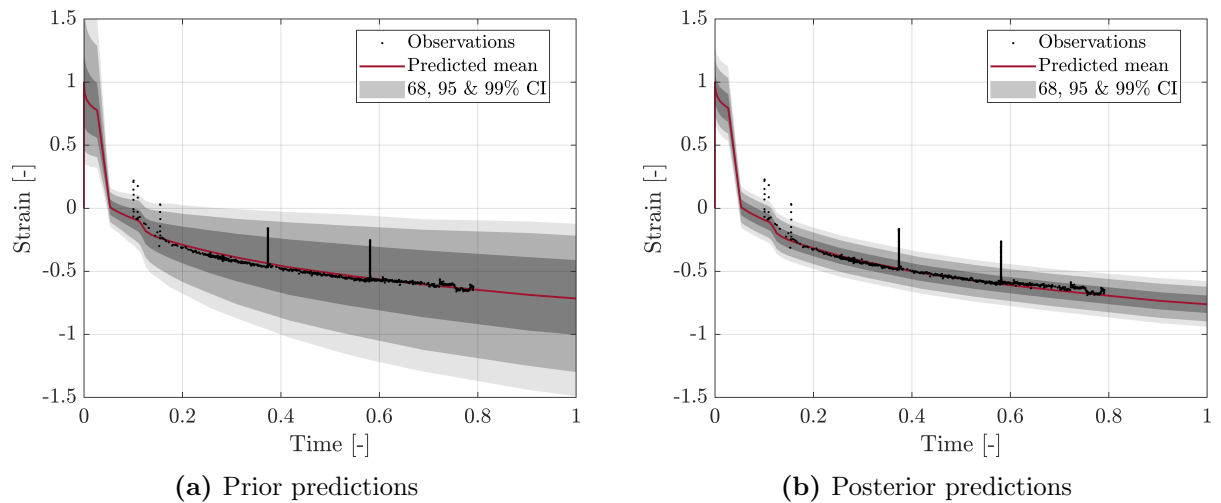 1.5
1
0.5
0
-0.5
-1
-1.5
Strain [-]
0
0.2
0.4
0.6
0.8
1
Time [-]
Observations
Predicted mean
68, 95 & 99% CI
(a) Prior predictions
1.5
1
0.5
0
-0.5
-1
-1.5
Strain [-]
0
0.2
0.4
0.6
0.8
1
Time [-]
Observations
Predicted mean
68, 95 & 99% CI
(b) Posterior predictions